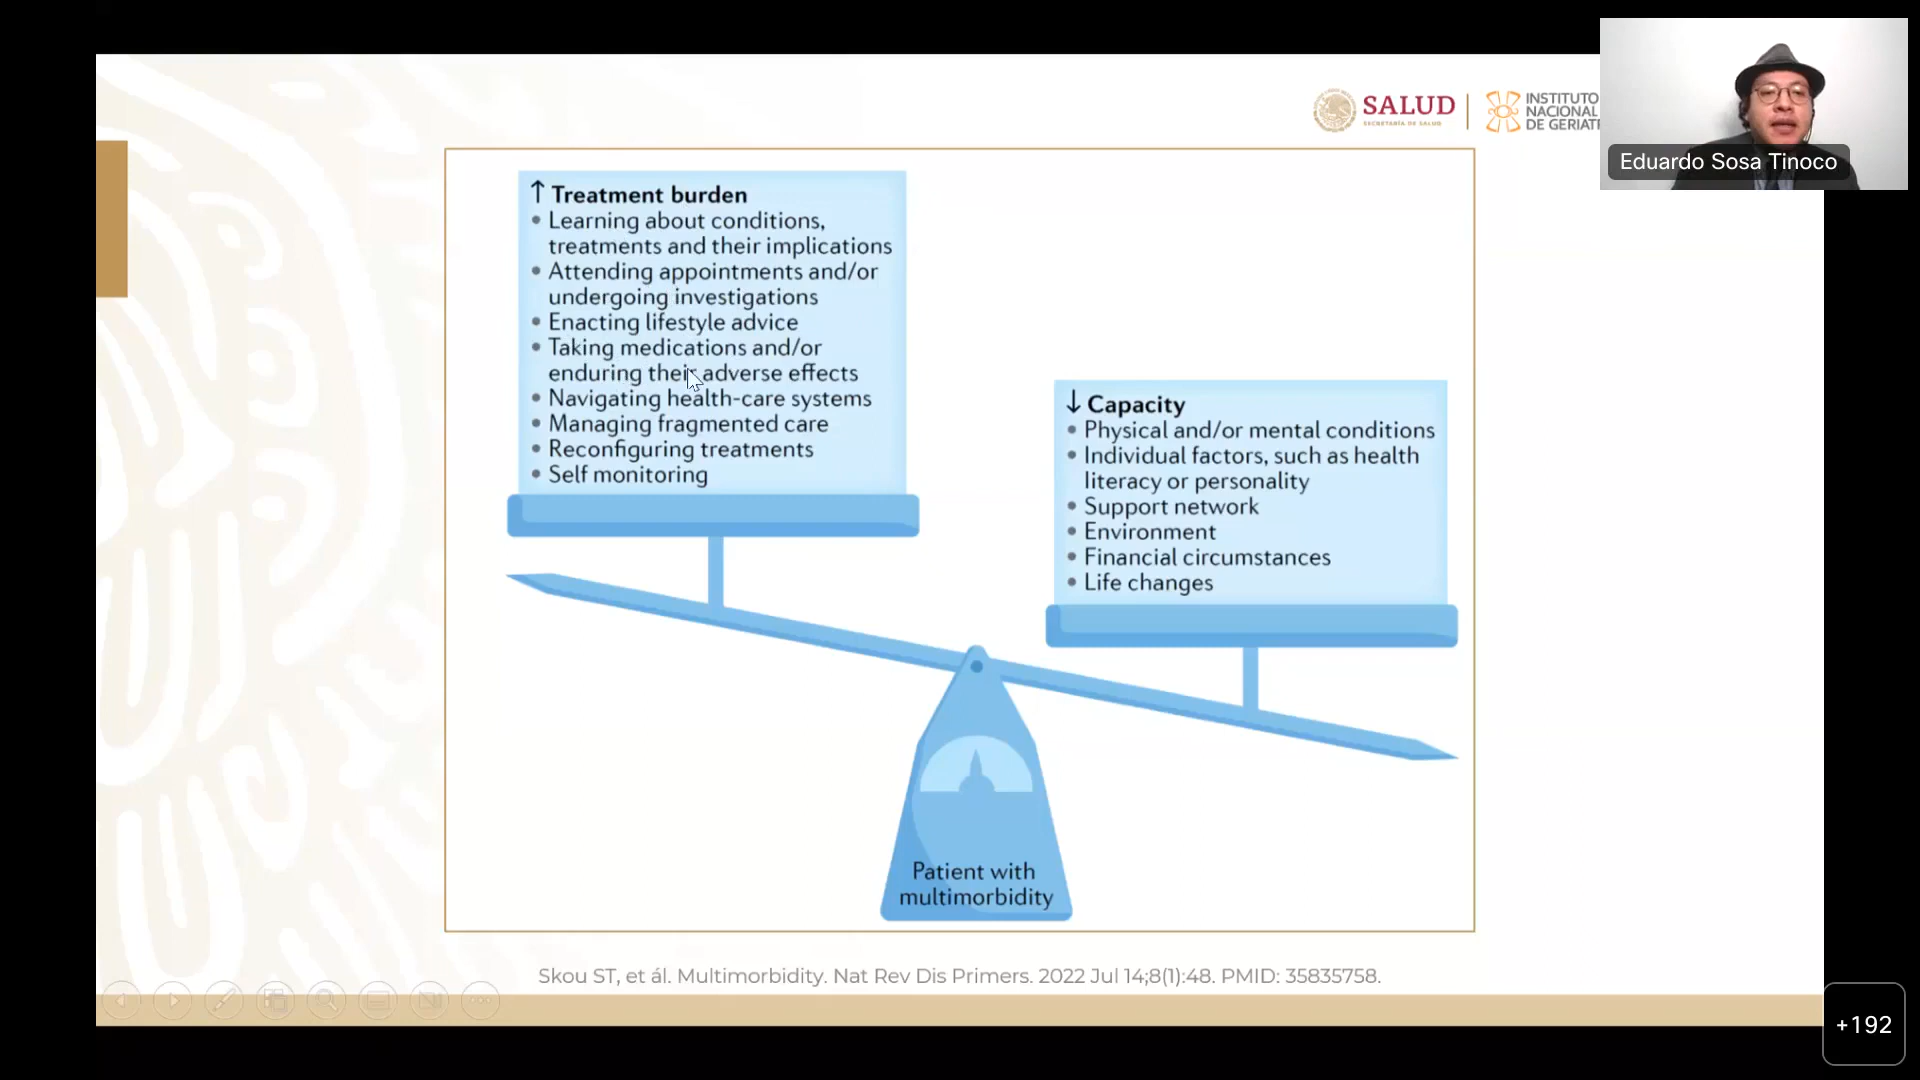 SALUD
SECRETARÍA DE SALUD
INSTITUTO
NACIONAL
DE GERIAT
Eduardo Sosa Tinoco
↑ Treatment burden
• Learning about conditions,
treatments and their implications
• Attending appointments and/or
undergoing investigations
• Enacting lifestyle advice
• Taking medications and/or
enduring their adverse effects
• Navigating health-care systems
• Managing fragmented care
• Reconfiguring treatments
• Self monitoring
↓ Capacity
• Physical and/or mental conditions
• Individual factors, such as health
literacy or personality
• Support network
• Environment
• Financial circumstances
• Life changes
Patient with
multimorbidity
Skou ST, et ál. Multimorbidity. Nat Rev Dis Primers. 2022 Jul 14;8(1):48. PMID: 35835758.
+192